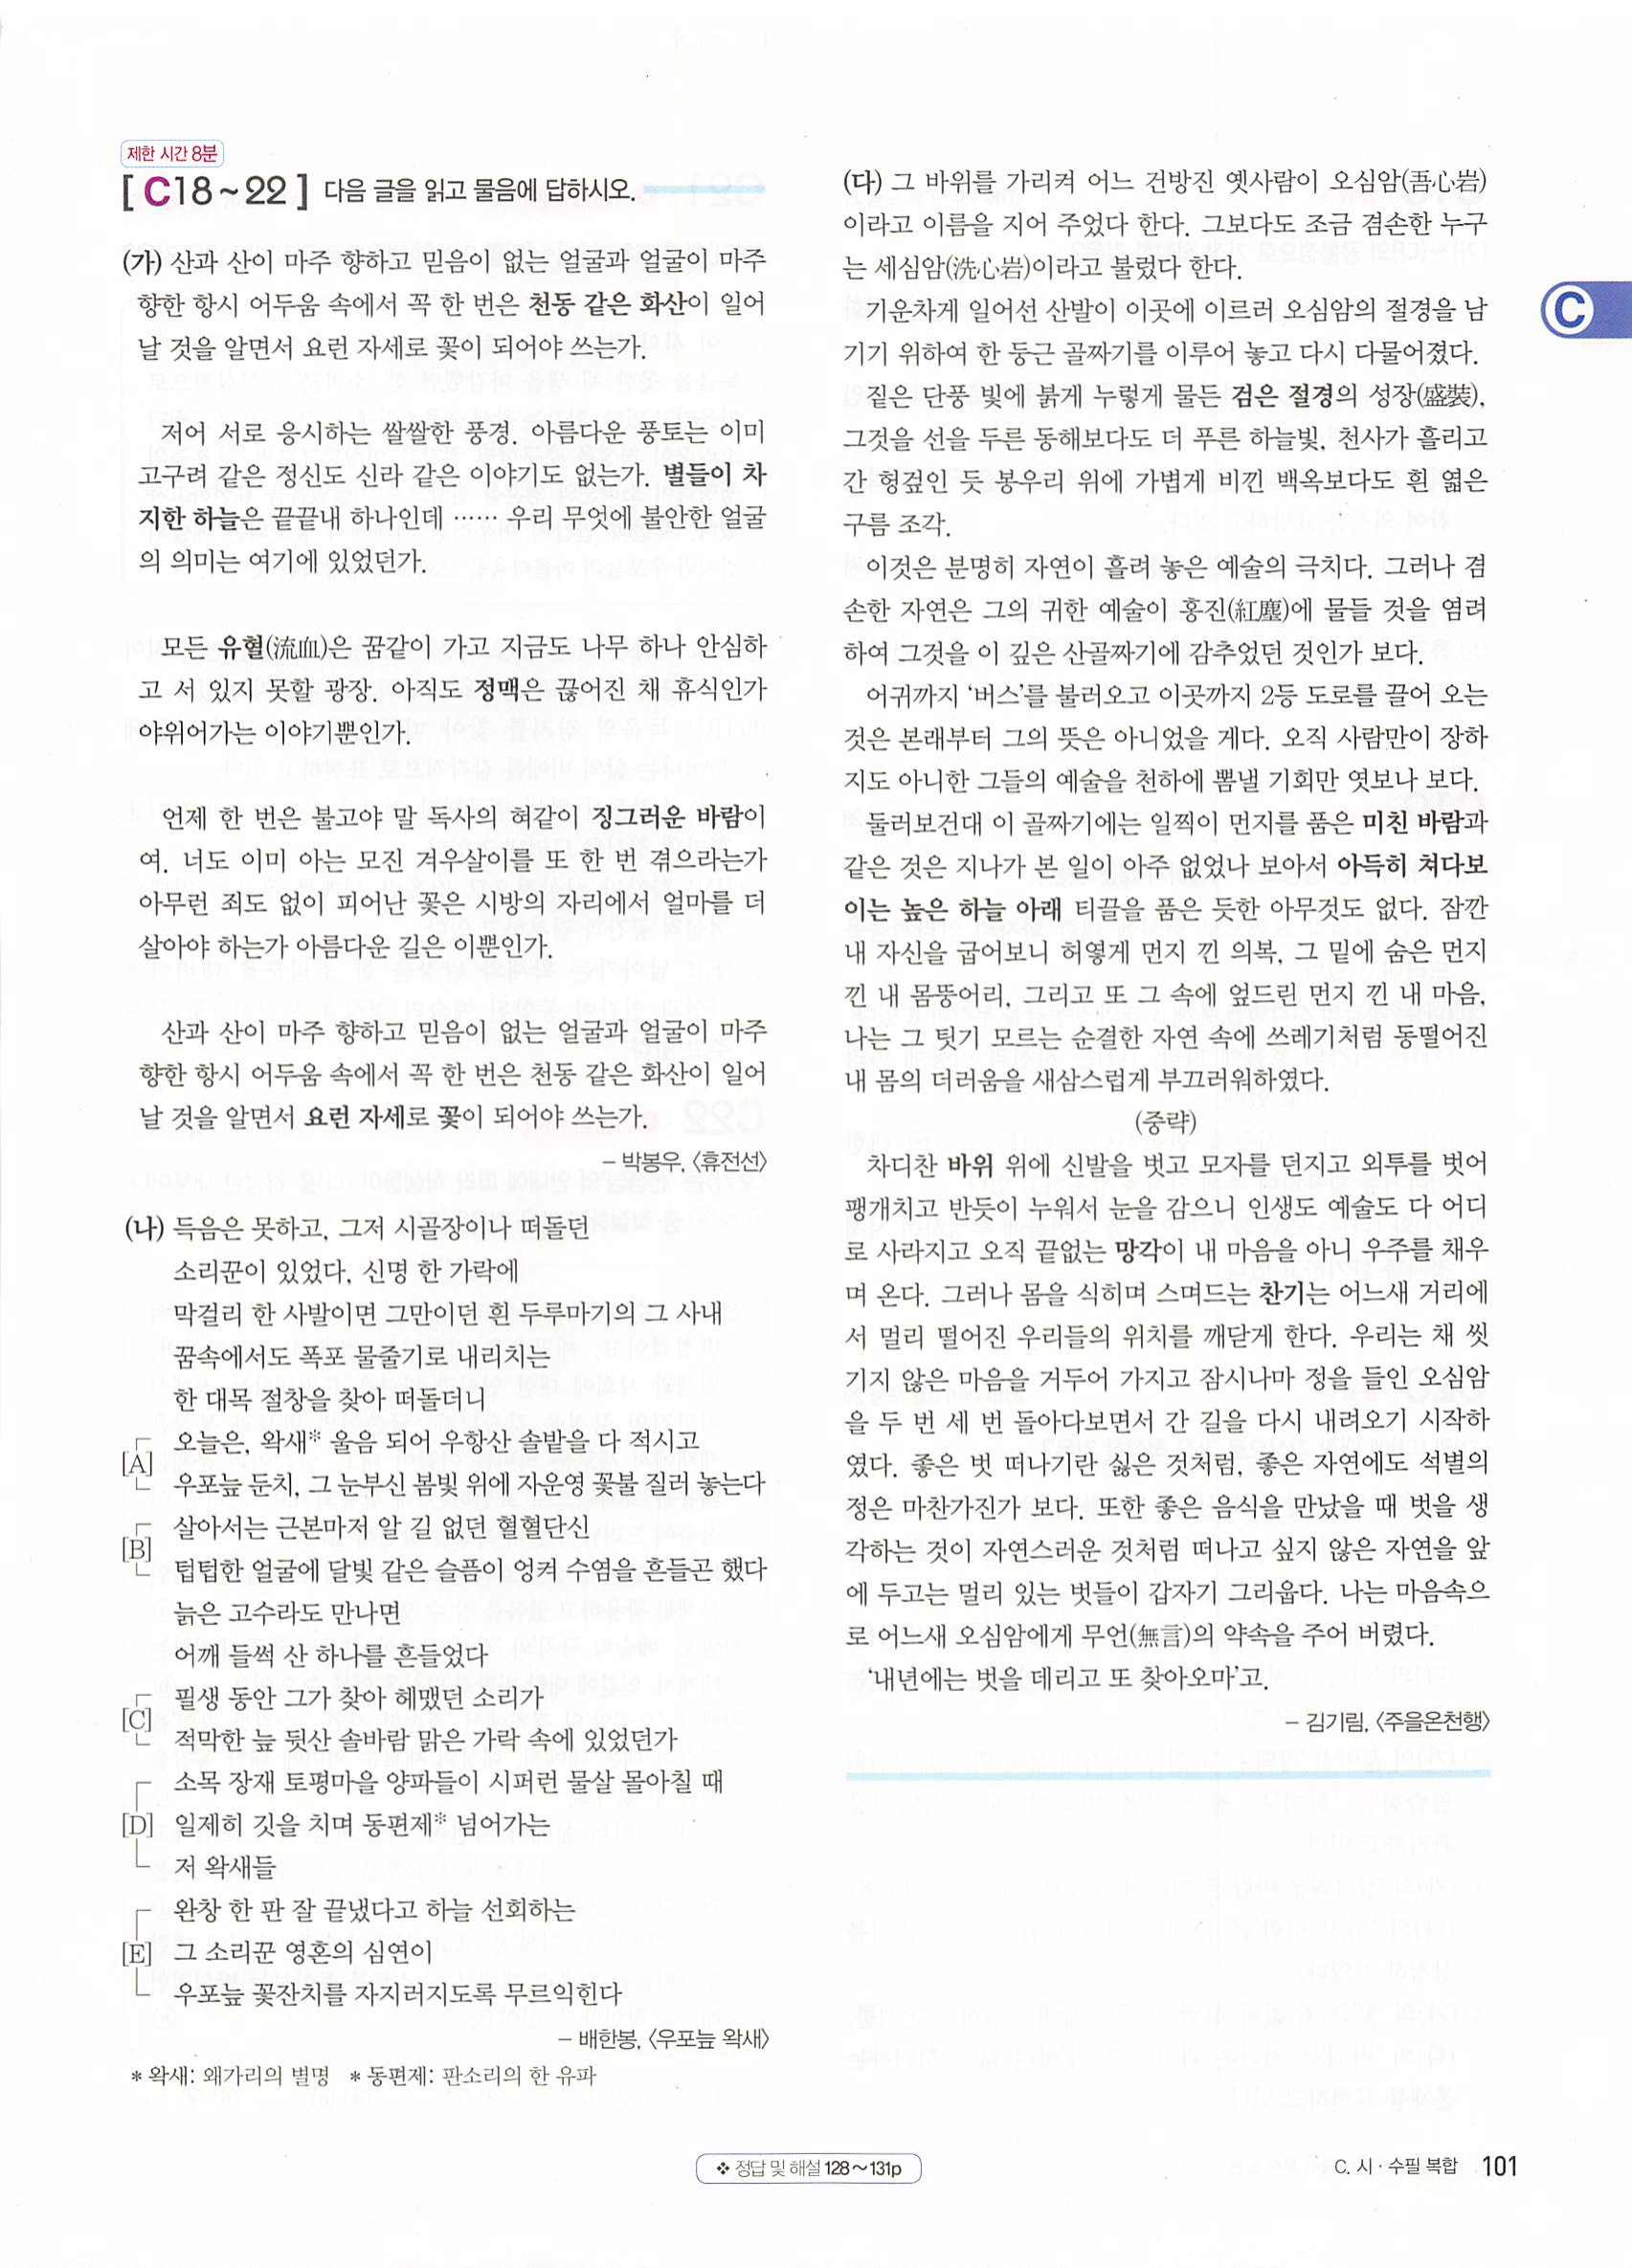 제한 시간 8분
[ C18~22 ] 다음 글을 읽고 물음에 답하시오.
(가) 산과 산이 마주 향하고 믿음이 없는 얼굴과 얼굴이 마주
향한 항시 어두움 속에서 꼭 한 번은 천동 같은 화산이 일어
날 것을 알면서 요런 자세로 꽃이 되어야 쓰는가.
저어 서로 응시하는 쌀쌀한 풍경. 아름다운 풍토는 이미
고구려 같은 정신도 신라 같은 이야기도 없는가. 별들이 차
지한 하늘은 끝끝내 하나인데 …… 우리 무엇에 불안한 얼굴
의 의미는 여기에 있었던가.
모든 유혈(流血)은 꿈같이 가고 지금도 나무 하나 안심하
고 서 있지 못할 광장. 아직도 정맥은 끊어진 채 휴식인가
야위어가는 이야기뿐인가.
언제 한 번은 불고야 말 독사의 혀같이 징그러운 바람이
여. 너도 이미 아는 모진 겨우살이를 또 한 번 겪으라는가
아무런 죄도 없이 피어난 꽃은 시방의 자리에서 얼마를 더
살아야 하는가 아름다운 길은 이뿐인가.
산과 산이 마주 향하고 믿음이 없는 얼굴과 얼굴이 마주
향한 항시 어두움 속에서 꼭 한 번은 천동 같은 화산이 일어
날 것을 알면서 요런 자세로 꽃이 되어야 쓰는가.
– 박봉우, 〈휴전선〉
(나) 득음은 못하고, 그저 시골장이나 떠돌던
소리꾼이 있었다, 신명 한 가락에
막걸리 한 사발이면 그만이던 흰 두루마기의 그 사내
꿈속에서도 폭포 물줄기로 내리치는
한 대목 절창을 찾아 떠돌더니
오늘은, 왁새* 울음 되어 우항산 솔밭을 다 적시고
[A]
우포늪 둔치, 그 눈부신 봄빛 위에 자운영 꽃불 질러 놓는다
살아서는 근본마저 알 길 없던 혈혈단신
[B]
텁텁한 얼굴에 달빛 같은 슬픔이 엉켜 수염을 흔들곤 했다
늙은 고수라도 만나면
어깨 들썩 산 하나를 흔들었다
필생 동안 그가 찾아 헤맸던 소리가
[C]
적막한 늪 뒷산 솔바람 맑은 가락 속에 있었던가
소목 장재 토평마을 양파들이 시퍼런 물살 몰아칠 때
[D] 일제히 깃을 치며 동편제* 넘어가는
저 왁새들
완창 한 판 잘 끝냈다고 하늘 선회하는
[E] 그 소리꾼 영혼의 심연이
우포늪 꽃잔치를 자지러지도록 무르익힌다
– 배한봉, 〈우포늪 왁새〉
* 왁새: 왜가리의 별명 * 동편제: 판소리의 한 유파
(다) 그 바위를 가리켜 어느 건방진 옛사람이 오심암(吾心岩)
이라고 이름을 지어 주었다 한다. 그보다도 조금 겸손한 누구
는 세심암(洗心岩)이라고 불렀다 한다.
기운차게 일어선 산발이 이곳에 이르러 오심암의 절경을 남
기기 위하여 한 둥근 골짜기를 이루어 놓고 다시 다물어졌다.
짙은 단풍 빛에 붉게 누렇게 물든 검은 절경의 성장(盛裝),
그것을 선을 두른 동해보다도 더 푸른 하늘빛, 천사가 흘리고
간 헝겊인 듯 봉우리 위에 가볍게 비낀 백옥보다도 흰 엷은
구름 조각.
이것은 분명히 자연이 흘려 놓은 예술의 극치다. 그러나 겸
손한 자연은 그의 귀한 예술이 홍진(紅塵)에 물들 것을 염려
하여 그것을 이 깊은 산골짜기에 감추었던 것인가 보다.
어귀까지 '버스'를 불러오고 이곳까지 2등 도로를 끌어 오는
것은 본래부터 그의 뜻은 아니었을 게다. 오직 사람만이 장하
지도 아니한 그들의 예술을 천하에 뽐낼 기회만 엿보나 보다.
둘러보건대 이 골짜기에는 일찍이 먼지를 품은 미친 바람과
같은 것은 지나가 본 일이 아주 없었나 보아서 아득히 쳐다보
이는 높은 하늘 아래 티끌을 품은 듯한 아무것도 없다. 잠깐
내 자신을 굽어보니 허옇게 먼지 낀 의복, 그 밑에 숨은 먼지
낀 내 몸뚱어리, 그리고 또 그 속에 엎드린 먼지 낀 내 마음,
나는 그 팃기 모르는 순결한 자연 속에 쓰레기처럼 동떨어진
내 몸의 더러움을 새삼스럽게 부끄러워하였다.
(중략)
차디찬 바위 위에 신발을 벗고 모자를 던지고 외투를 벗어
팽개치고 반듯이 누워서 눈을 감으니 인생도 예술도 다 어디
로 사라지고 오직 끝없는 망각이 내 마음을 아니 우주를 채우
며 온다. 그러나 몸을 식히며 스며드는 찬기는 어느새 거리에
서 멀리 떨어진 우리들의 위치를 깨닫게 한다. 우리는 채 씻
기지 않은 마음을 거두어 가지고 잠시나마 정을 들인 오심암
을 두 번 세 번 돌아다보면서 간 길을 다시 내려오기 시작하
였다. 좋은 벗 떠나기란 싫은 것처럼, 좋은 자연에도 석별의
정은 마찬가진가 보다. 또한 좋은 음식을 만났을 때 벗을 생
각하는 것이 자연스러운 것처럼 떠나고 싶지 않은 자연을 앞
에 두고는 멀리 있는 벗들이 갑자기 그리웁다. 나는 마음속으
로 어느새 오심암에게 무언(無言)의 약속을 주어 버렸다.
'내년에는 벗을 데리고 또 찾아오마'고.
– 김기림, 〈주을온천행〉
C
❖ 정답 및 해설 128~131p
C. 시·수필 복합 101